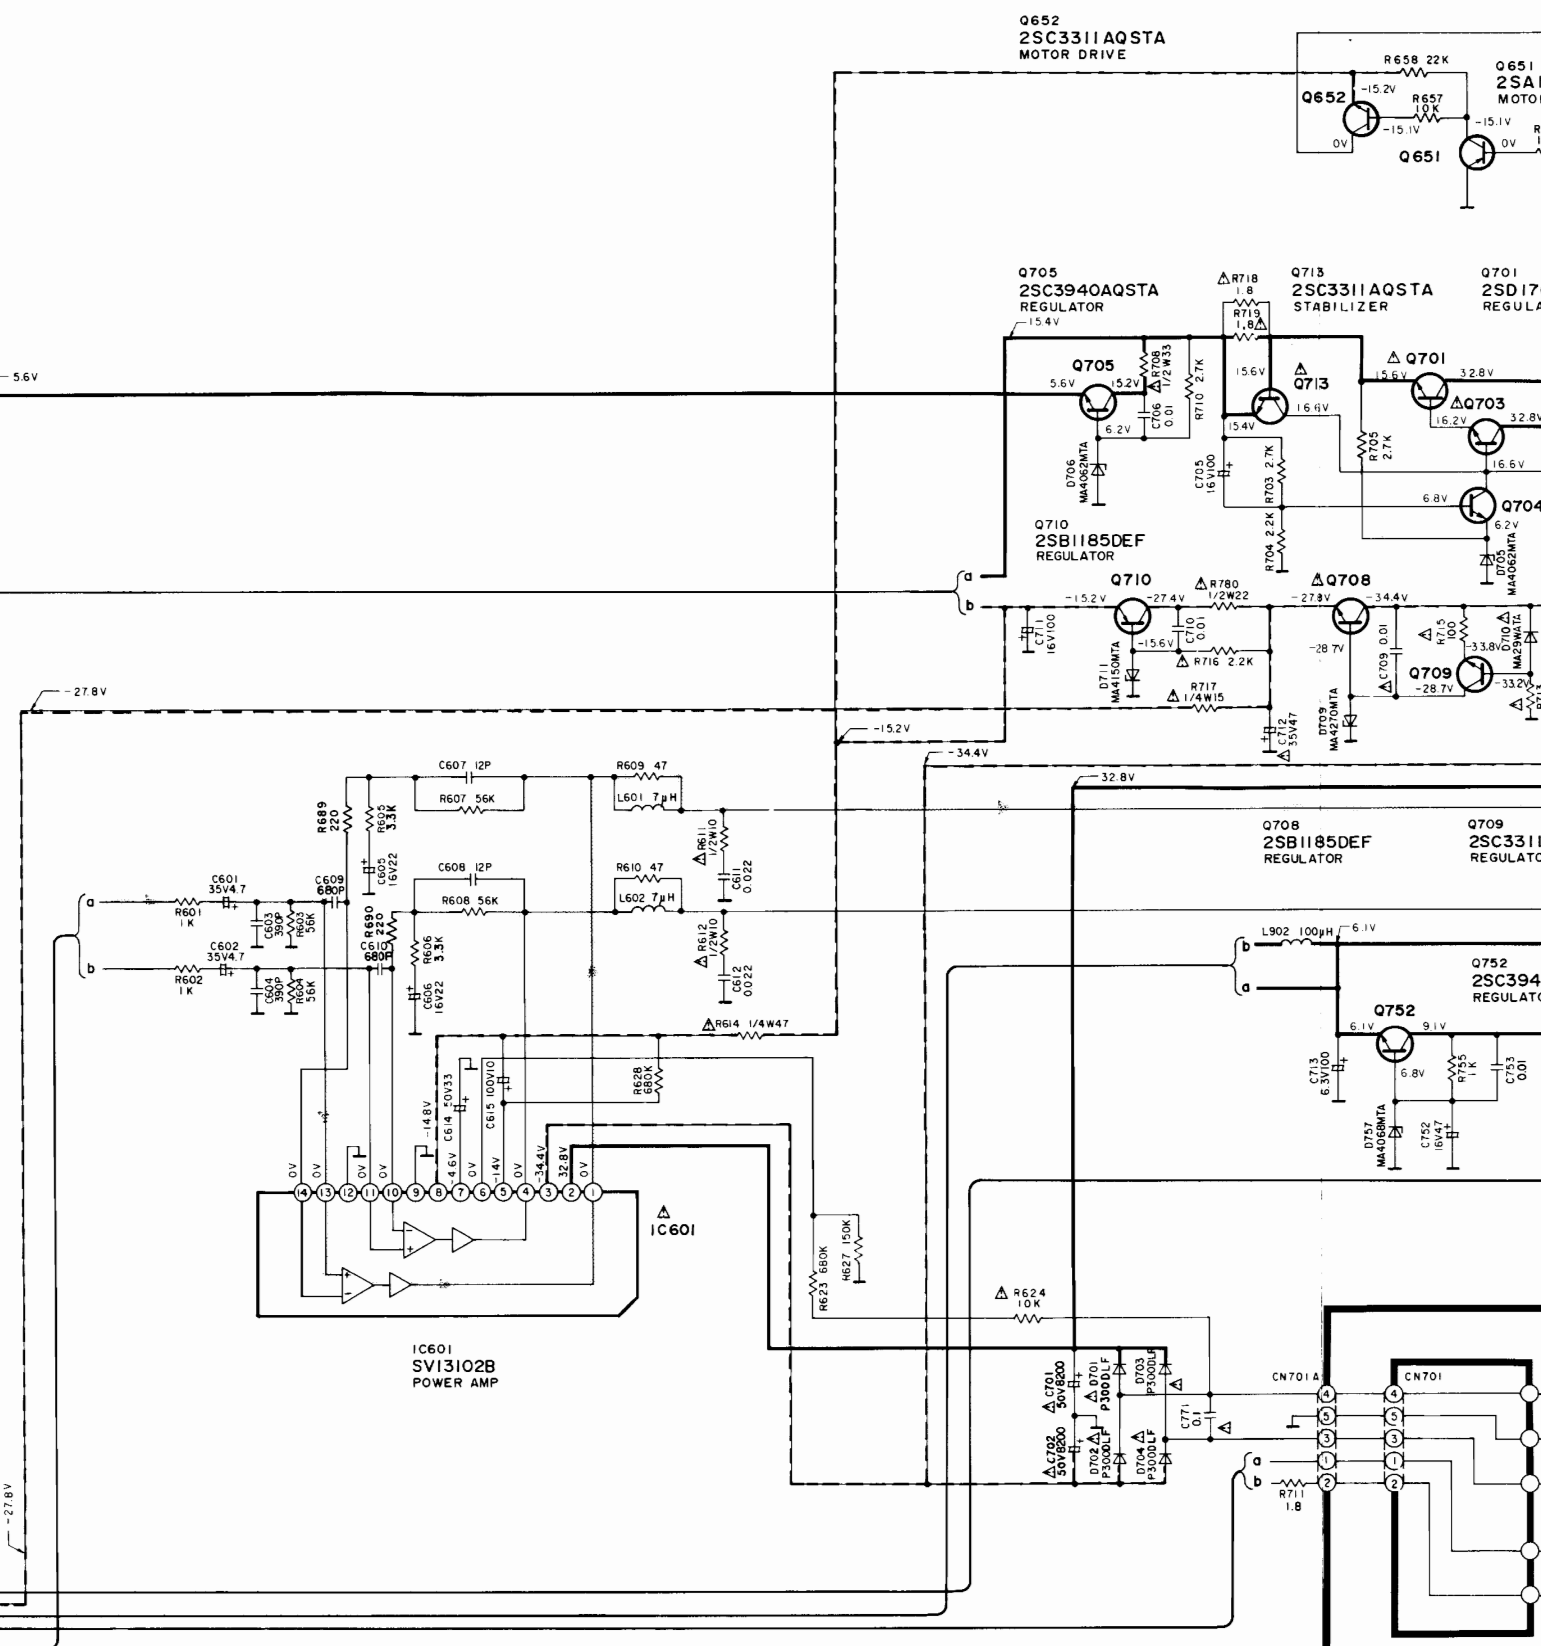 Q652
2SC3311AQSTA
MOTOR DRIVE
R658 22K
Q651
2SA1
MOTO
-15.2V
Q652
R657
10K
-15.1V
-15.1V
0V
0V
Q651
Q705
2SC3940AQSTA
REGULATOR
-15.4V
R718
1.8
R719
1.8
Q713
2SC3311AQSTA
STABILIZER
Q701
2SD17
REGULA
-5.6V
Q705
5.6V
15.2V
6.2V
R708
1/2W33
C706
0.01
R710 2.7K
15.6V
Q713
16.6V
15.4V
Q701
15.6V
32.8V
Q703
16.2V
32.8V
16.6V
R705
2.7K
D706
MA4062MTA
C705
16V100
R703 2.7K
R704 2.2K
6.8V
Q704
6.2V
D705
MA4062MTA
Q710
2SB1185DEF
REGULATOR
a
b
-15.2V
Q710
-27.4V
R780
1/2W22
Q708
-27.8V
-34.4V
C711
16V100
-15.6V
C710
0.01
R716 2.2K
D711
MA4150MTA
R717
1/4W15
-28.7V
C709 0.01
R715
100
-33.8V
D710
MA29WATA
Q709
-28.7V
-33.2V
D709
MA4270MTA
C712
35V47
-27.8V
-15.2V
-34.4V
32.8V
C607 12P
R607 56K
R609 47
L601 7µH
R689
220
R605
3.3K
C605
16V22
R611
1/2W10
C611
0.022
Q708
2SB1185DEF
REGULATOR
Q709
2SC3311
REGULATO
C608 12P
R608 56K
R610 47
L602 7µH
a
R601
1K
C601
35V4.7
C609
680P
C603
390P
R603
56K
R690
220
R606
3.3K
C606
16V22
R612
1/2W10
C612
0.022
b
R602
1K
C602
35V4.7
C610
680P
C604
390P
R604
56K
b
a
L902 100µH
6.1V
Q752
2SC394
REGULATO
Q752
6.1V
9.1V
6.8V
C713
6.3V100
R755
1K
C753
0.01
D757
MA4068MTA
C752
16V47
R614 1/4W47
R628
680K
C614 50V33
C615 100V10
0V
0V
0V
0V
-14.8V
-4.6V
0V
-14V
0V
-34.4V
32.8V
0V
14 13 12 11 10 9 8 7 6 5 4 3 2 1
IC601
R623 680K
R627 150K
R624
10K
IC601
SV13102B
POWER AMP
C701
50V8200
D701
P300DLF
D703
P300DLF
C702
50V8200
D702
P300DLF
D704
P300DLF
C771
0.1
CN701A
CN701
4 4
5 5
3 3
a
1 1
b
2 2
R711
1.8
-27.8V